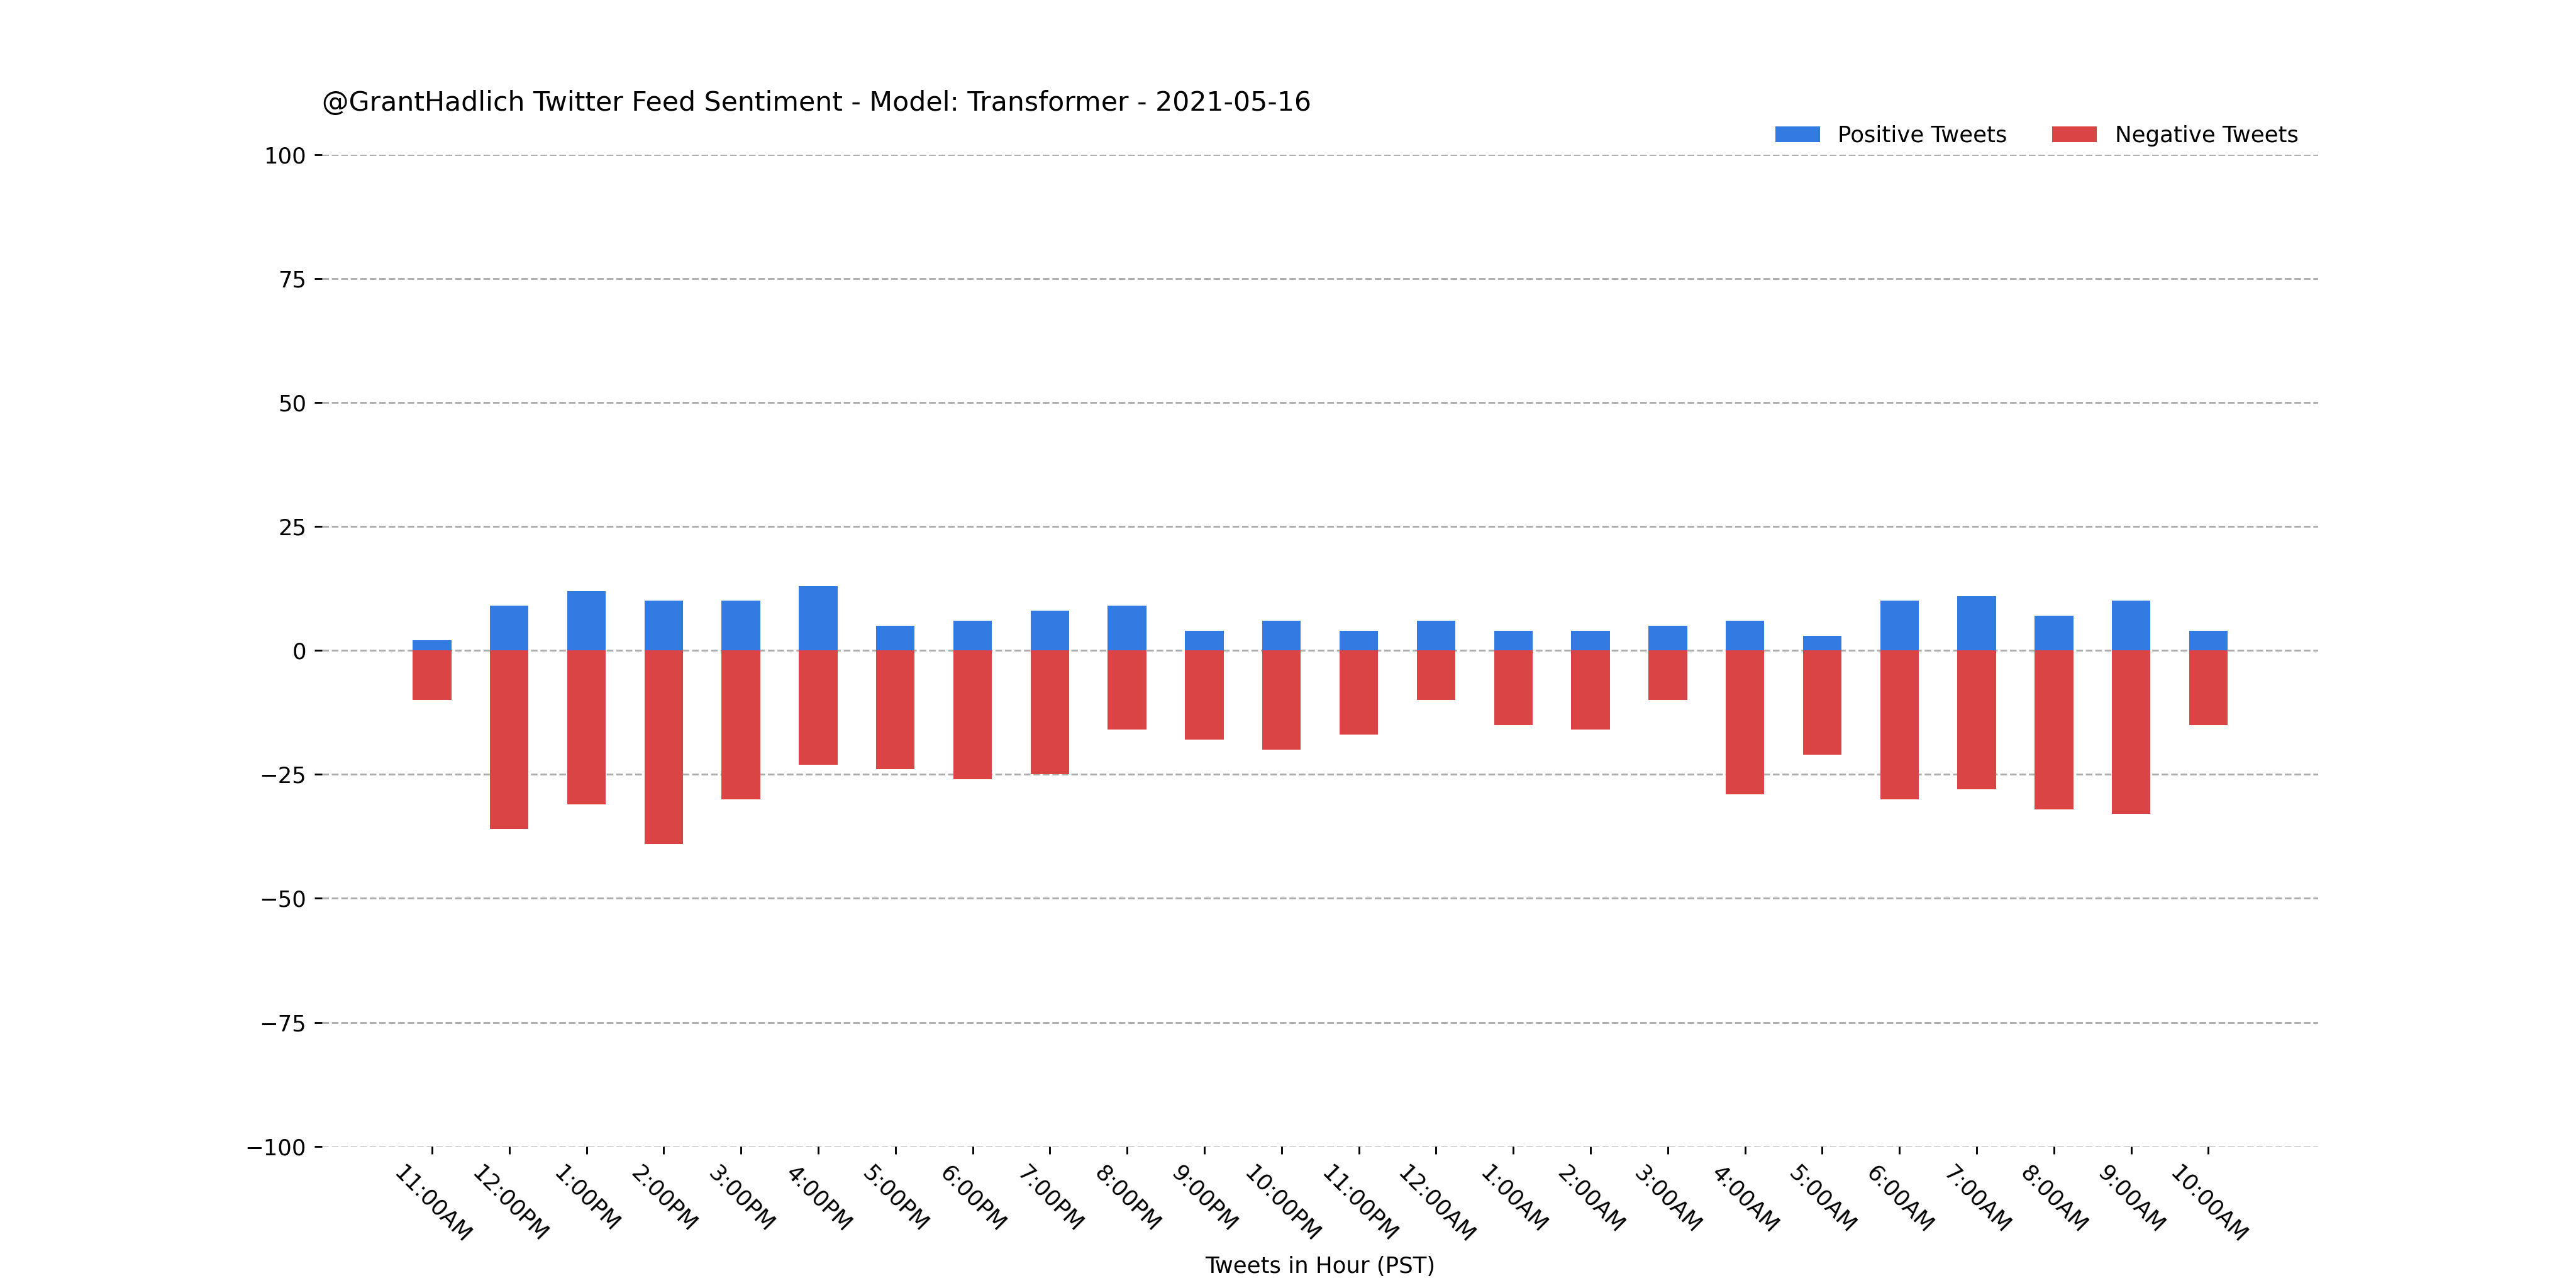 @GrantHadlich Twitter Feed Sentiment - Model: Transformer - 2021-05-16
Positive Tweets
Negative Tweets
100
75
50
25
0
−25
−50
−75
−100
11:00AM
12:00PM
1:00PM
2:00PM
3:00PM
4:00PM
5:00PM
6:00PM
7:00PM
8:00PM
9:00PM
10:00PM
11:00PM
12:00AM
1:00AM
2:00AM
3:00AM
4:00AM
5:00AM
6:00AM
7:00AM
8:00AM
9:00AM
10:00AM
Tweets in Hour (PST)